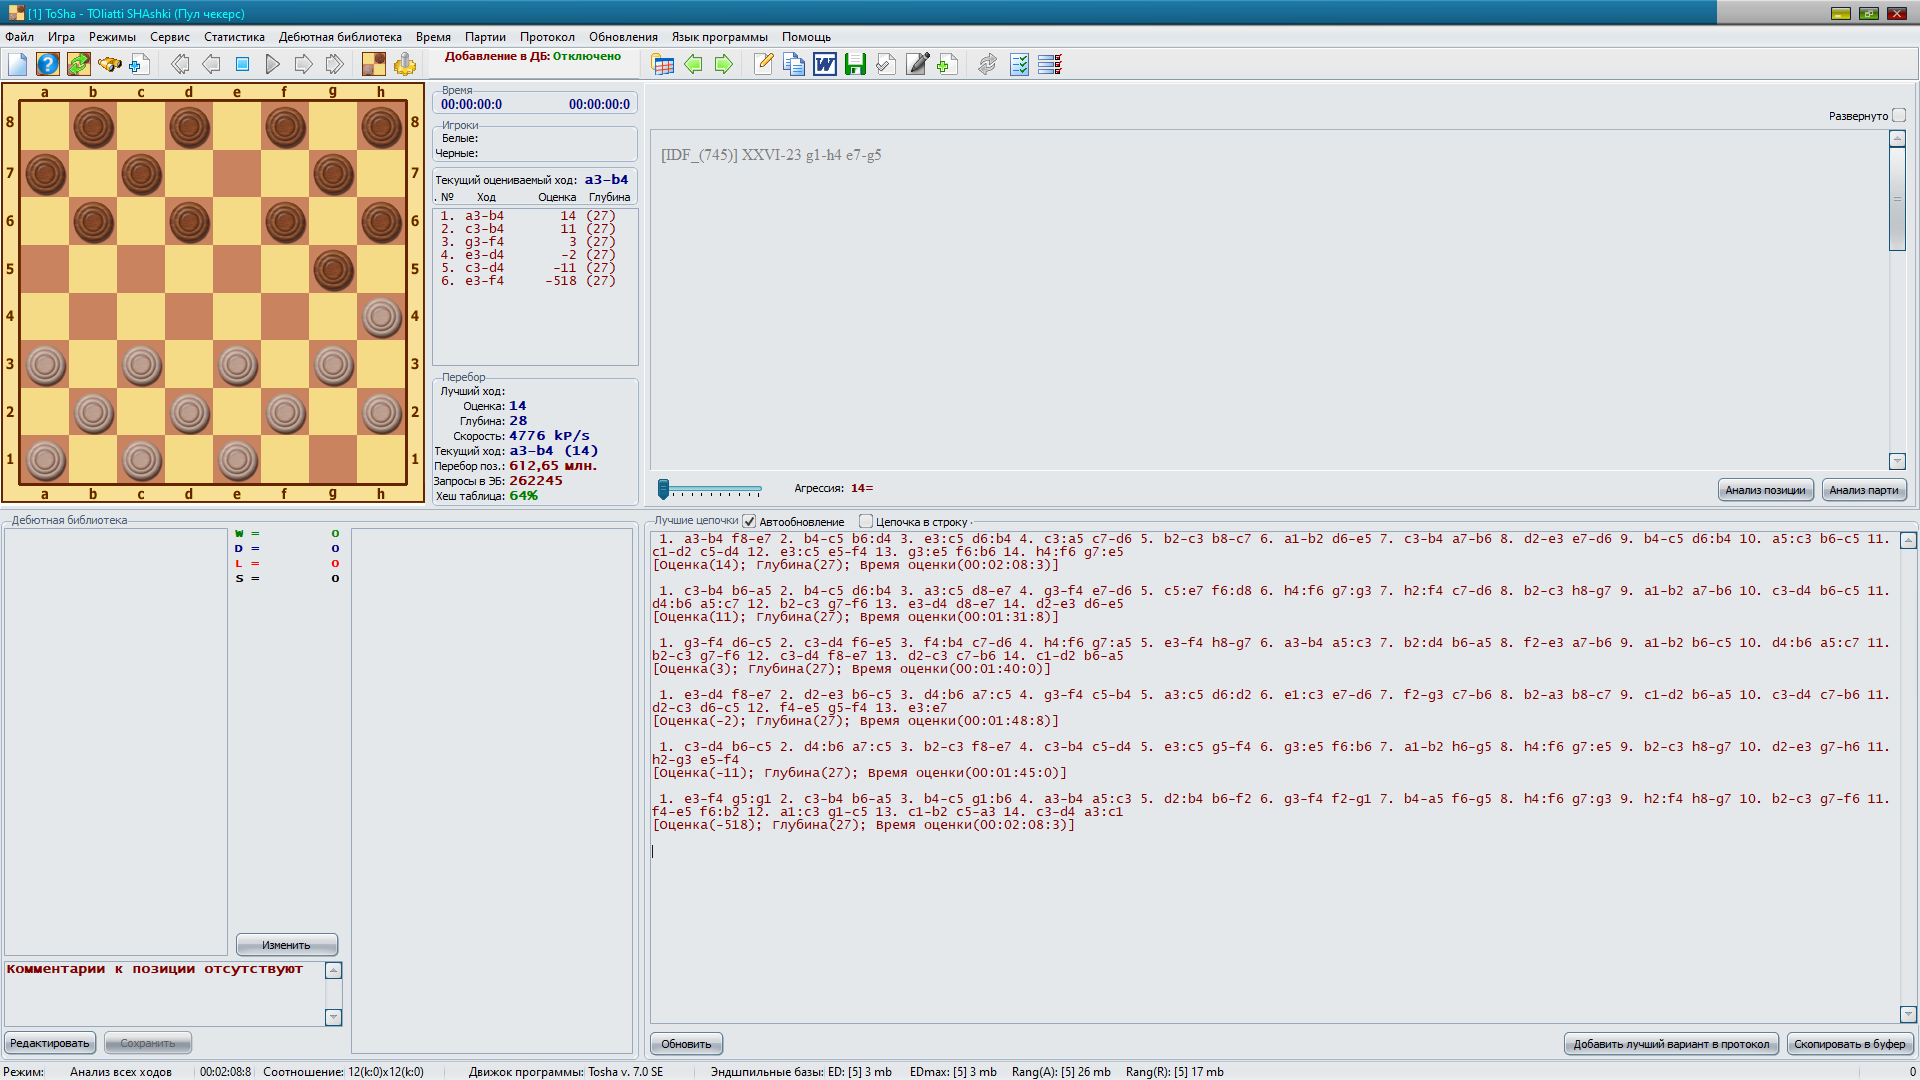 [1] ToSha - TOliatti SHAshki (Пул чекерс)
Файл Игра Режимы Сервис Статистика Дебютная библиотека Время Партии Протокол Обновления Язык программы Помощь
Добавление в ДБ: Отключено
a b c d e f g h
8 8
7 7
6 6
5 5
4 4
3 3
2 2
1 1
a b c d e f g h
Время
00:00:00:0 00:00:00:0
Игроки
Белые:
Черные:
Текущий оцениваемый ход: a3-b4
. № Ход Оценка Глубина
1. a3-b4 14 (27)
2. c3-b4 11 (27)
3. g3-f4 3 (27)
4. e3-d4 -2 (27)
5. c3-d4 -11 (27)
6. e3-f4 -518 (27)
Перебор
Лучший ход:
Оценка: 14
Глубина: 28
Скорость: 4776 kP/s
Текущий ход: a3-b4 (14)
Перебор поз.: 612,65 млн.
Запросы в ЭБ: 262245
Хеш таблица: 64%
Развернуто
[IDF_(745)] XXVI-23 g1-h4 e7-g5
Агрессия: 14=
Анализ позиции
Анализ парти
Дебютная библиотека
W = 0
D = 0
L = 0
S = 0
Изменить
Комментарии к позиции отсутствуют
Редактировать
Сохранить
Лучшие цепочки Автообновление Цепочка в строку
1. a3-b4 f8-e7 2. b4-c5 b6:d4 3. e3:c5 d6:b4 4. c3:a5 c7-d6 5. b2-c3 b8-c7 6. a1-b2 d6-e5 7. c3-b4 a7-b6 8. d2-e3 e7-d6 9. b4-c5 d6:b4 10. a5:c3 b6-c5 11.
c1-d2 c5-d4 12. e3:c5 e5-f4 13. g3:e5 f6:b6 14. h4:f6 g7:e5
[Оценка(14); Глубина(27); Время оценки(00:02:08:3)]
1. c3-b4 b6-a5 2. b4-c5 d6:b4 3. a3:c5 d8-e7 4. g3-f4 e7-d6 5. c5:e7 f6:d8 6. h4:f6 g7:g3 7. h2:f4 c7-d6 8. b2-c3 h8-g7 9. a1-b2 a7-b6 10. c3-d4 b6-c5 11.
d4:b6 a5:c7 12. b2-c3 g7-f6 13. e3-d4 d8-e7 14. d2-e3 d6-e5
[Оценка(11); Глубина(27); Время оценки(00:01:31:8)]
1. g3-f4 d6-c5 2. c3-d4 f6-e5 3. f4:b4 c7-d6 4. h4:f6 g7:a5 5. e3-f4 h8-g7 6. a3-b4 a5:c3 7. b2:d4 b6-a5 8. f2-e3 a7-b6 9. a1-b2 b6-c5 10. d4:b6 a5:c7 11.
b2-c3 g7-f6 12. c3-d4 f8-e7 13. d2-c3 c7-b6 14. c1-d2 b6-a5
[Оценка(3); Глубина(27); Время оценки(00:01:40:0)]
1. e3-d4 f8-e7 2. d2-e3 b6-c5 3. d4:b6 a7:c5 4. g3-f4 c5-b4 5. a3:c5 d6:d2 6. e1:c3 e7-d6 7. f2-g3 c7-b6 8. b2-a3 b8-c7 9. c1-d2 b6-a5 10. c3-d4 c7-b6 11.
d2-c3 d6-c5 12. f4-e5 g5-f4 13. e3:e7
[Оценка(-2); Глубина(27); Время оценки(00:01:48:8)]
1. c3-d4 b6-c5 2. d4:b6 a7:c5 3. b2-c3 f8-e7 4. c3-b4 c5-d4 5. e3:c5 g5-f4 6. g3:e5 f6:b6 7. a1-b2 h6-g5 8. h4:f6 g7:e5 9. b2-c3 h8-g7 10. d2-e3 g7-h6 11.
h2-g3 e5-f4
[Оценка(-11); Глубина(27); Время оценки(00:01:45:0)]
1. e3-f4 g5:g1 2. c3-b4 b6-a5 3. b4-c5 g1:b6 4. a3-b4 a5:c3 5. d2:b4 b6-f2 6. g3-f4 f2-g1 7. b4-a5 f6-g5 8. h4:f6 g7:g3 9. h2:f4 h8-g7 10. b2-c3 g7-f6 11.
f4-e5 f6:b2 12. a1:c3 g1-c5 13. c1-b2 c5-a3 14. c3-d4 a3:c1
[Оценка(-518); Глубина(27); Время оценки(00:02:08:3)]
Обновить
Добавить лучший вариант в протокол
Скопировать в буфер
Режим: Анализ всех ходов 00:02:08:8 Соотношение: 12(k:0)x12(k:0) Движок программы: Tosha v. 7.0 SE Эндшпильные базы: ED: [5] 3 mb EDmax: [5] 3 mb Rang(A): [5] 26 mb Rang(R): [5] 17 mb 0